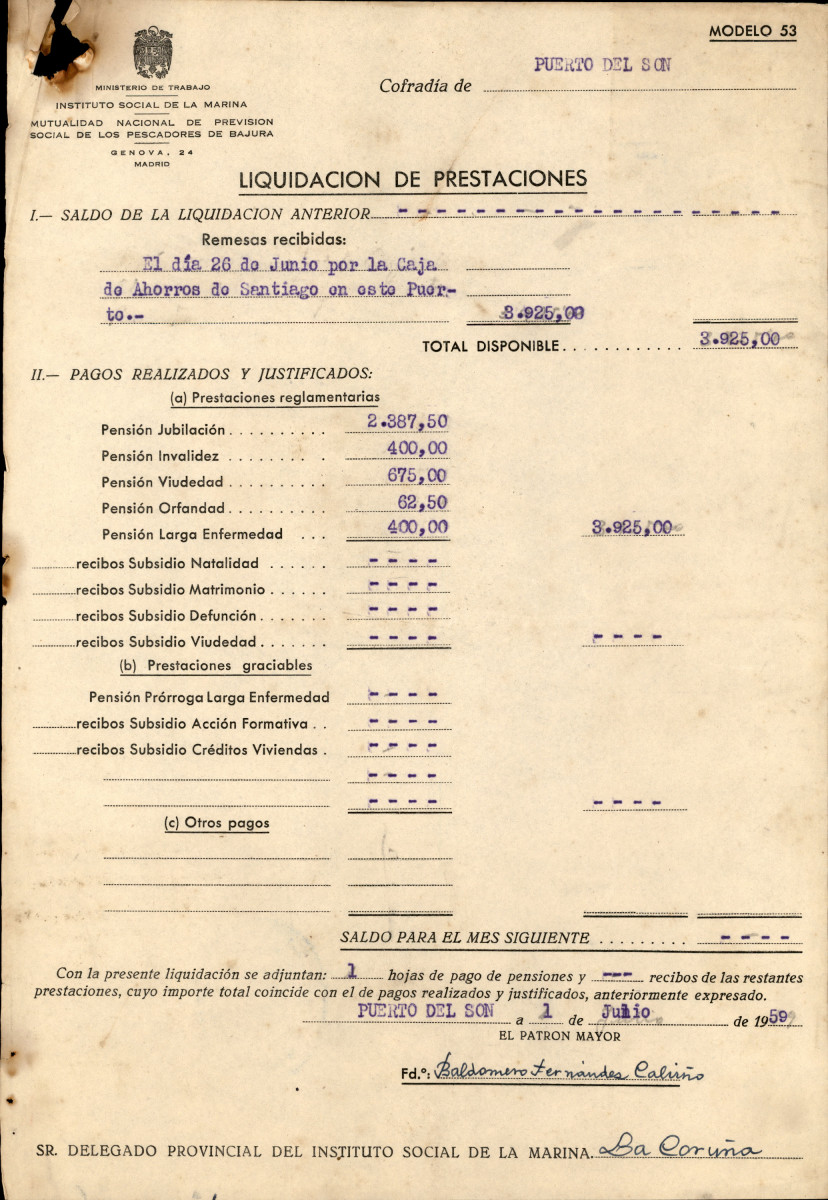 MODELO 53
MINISTERIO DE TRABAJO
INSTITUTO SOCIAL DE LA MARINA
MUTUALIDAD NACIONAL DE PREVISION
SOCIAL DE LOS PESCADORES DE BAJURA
GENOVA, 24
MADRID
Cofradía de PUERTO DEL SON
LIQUIDACION DE PRESTACIONES
I.— SALDO DE LA LIQUIDACION ANTERIOR - - - - - - - - - - - - - - - - - - - -
Remesas recibidas:
El día 26 de Junio por la Caja
de Ahorros de Santiago en este Puer-
to.- 3.925,00
TOTAL DISPONIBLE. . . . . . . . . . . 3.925,00
II.— PAGOS REALIZADOS Y JUSTIFICADOS:
(a) Prestaciones reglamentarias
Pensión Jubilación . . . . . . . . . . 2.387,50
Pensión Invalidez . . . . . . . . . 400,00
Pensión Viudedad . . . . . . . . . . 675,00
Pensión Orfandad . . . . . . . . . . 62,50
Pensión Larga Enfermedad . . . 400,00 3.925,00
recibos Subsidio Natalidad . . . . . . - - - -
recibos Subsidio Matrimonio . . . . . . - - - -
recibos Subsidio Defunción . . . . . . . - - - -
recibos Subsidio Viudedad . . . . . . . - - - - - - - -
(b) Prestaciones graciables
Pensión Prórroga Larga Enfermedad - - - -
recibos Subsidio Acción Formativa . . - - - -
recibos Subsidio Créditos Viviendas . - - - -
- - - -
- - - - - - - -
(c) Otros pagos
SALDO PARA EL MES SIGUIENTE . . . . . . . . . - - - -
Con la presente liquidación se adjuntan: 1 hojas de pago de pensiones y --- recibos de las restantes
prestaciones, cuyo importe total coincide con el de pagos realizados y justificados, anteriormente expresado.
PUERTO DEL SON a 1 de Julio de 1959
EL PATRON MAYOR
Fd.º: Baldomero Fernández
SR. DELEGADO PROVINCIAL DEL INSTITUTO SOCIAL DE LA MARINA. La Coruña